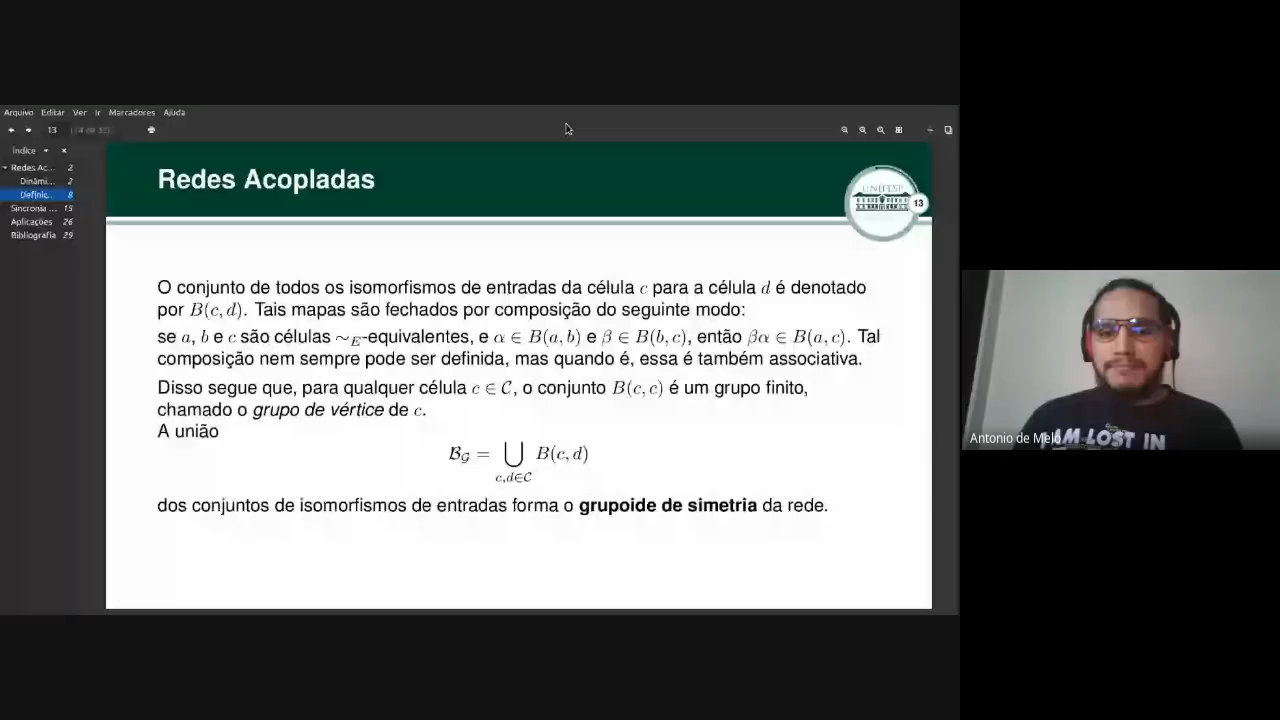 Arquivo Editar Ver Ir Marcadores Ajuda
13
Índice
Redes Ac... 2
Dinâmi... 2
Definiç... 8
Sincronia ... 15
Aplicações 26
Bibliografia 29
Redes Acopladas
UNIFESP
13
O conjunto de todos os isomorfismos de entradas da célula c para a célula d é denotado
por B(c, d). Tais mapas são fechados por composição do seguinte modo:
se a, b e c são células ∼E-equivalentes, e α ∈ B(a, b) e β ∈ B(b, c), então βα ∈ B(a, c). Tal
composição nem sempre pode ser definida, mas quando é, essa é também associativa.
Disso segue que, para qualquer célula c ∈ C, o conjunto B(c, c) é um grupo finito,
chamado o grupo de vértice de c.
A união
B_G = ⋃ B(c, d)
c,d∈C
dos conjuntos de isomorfismos de entradas forma o grupoide de simetria da rede.
Antonio de Melo
I AM LOST IN